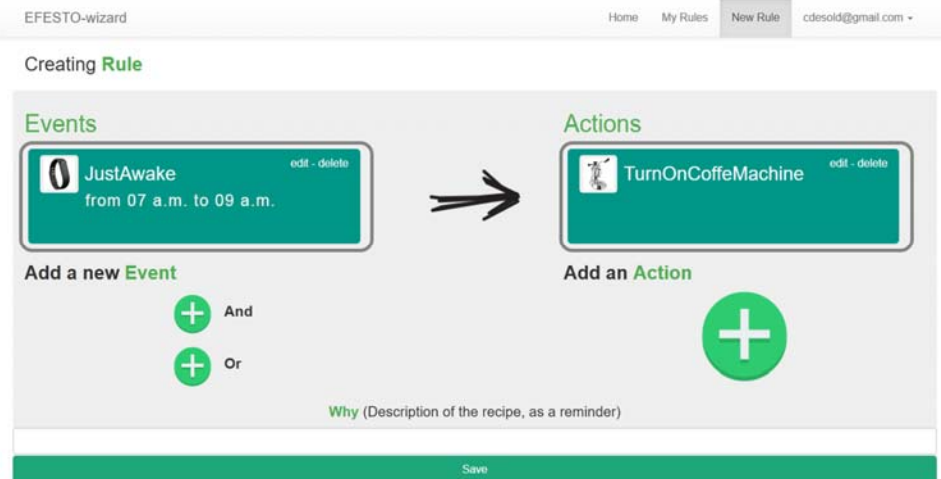 EFESTO-wizard Home My Rules New Rule cdesold@gmail.com
Creating Rule
Events
Actions
JustAwake edit - delete
from 07 a.m. to 09 a.m.
TurnOnCoffeMachine edit - delete
Add a new Event
Add an Action
And
Or
Why (Description of the recipe, as a reminder)
Save